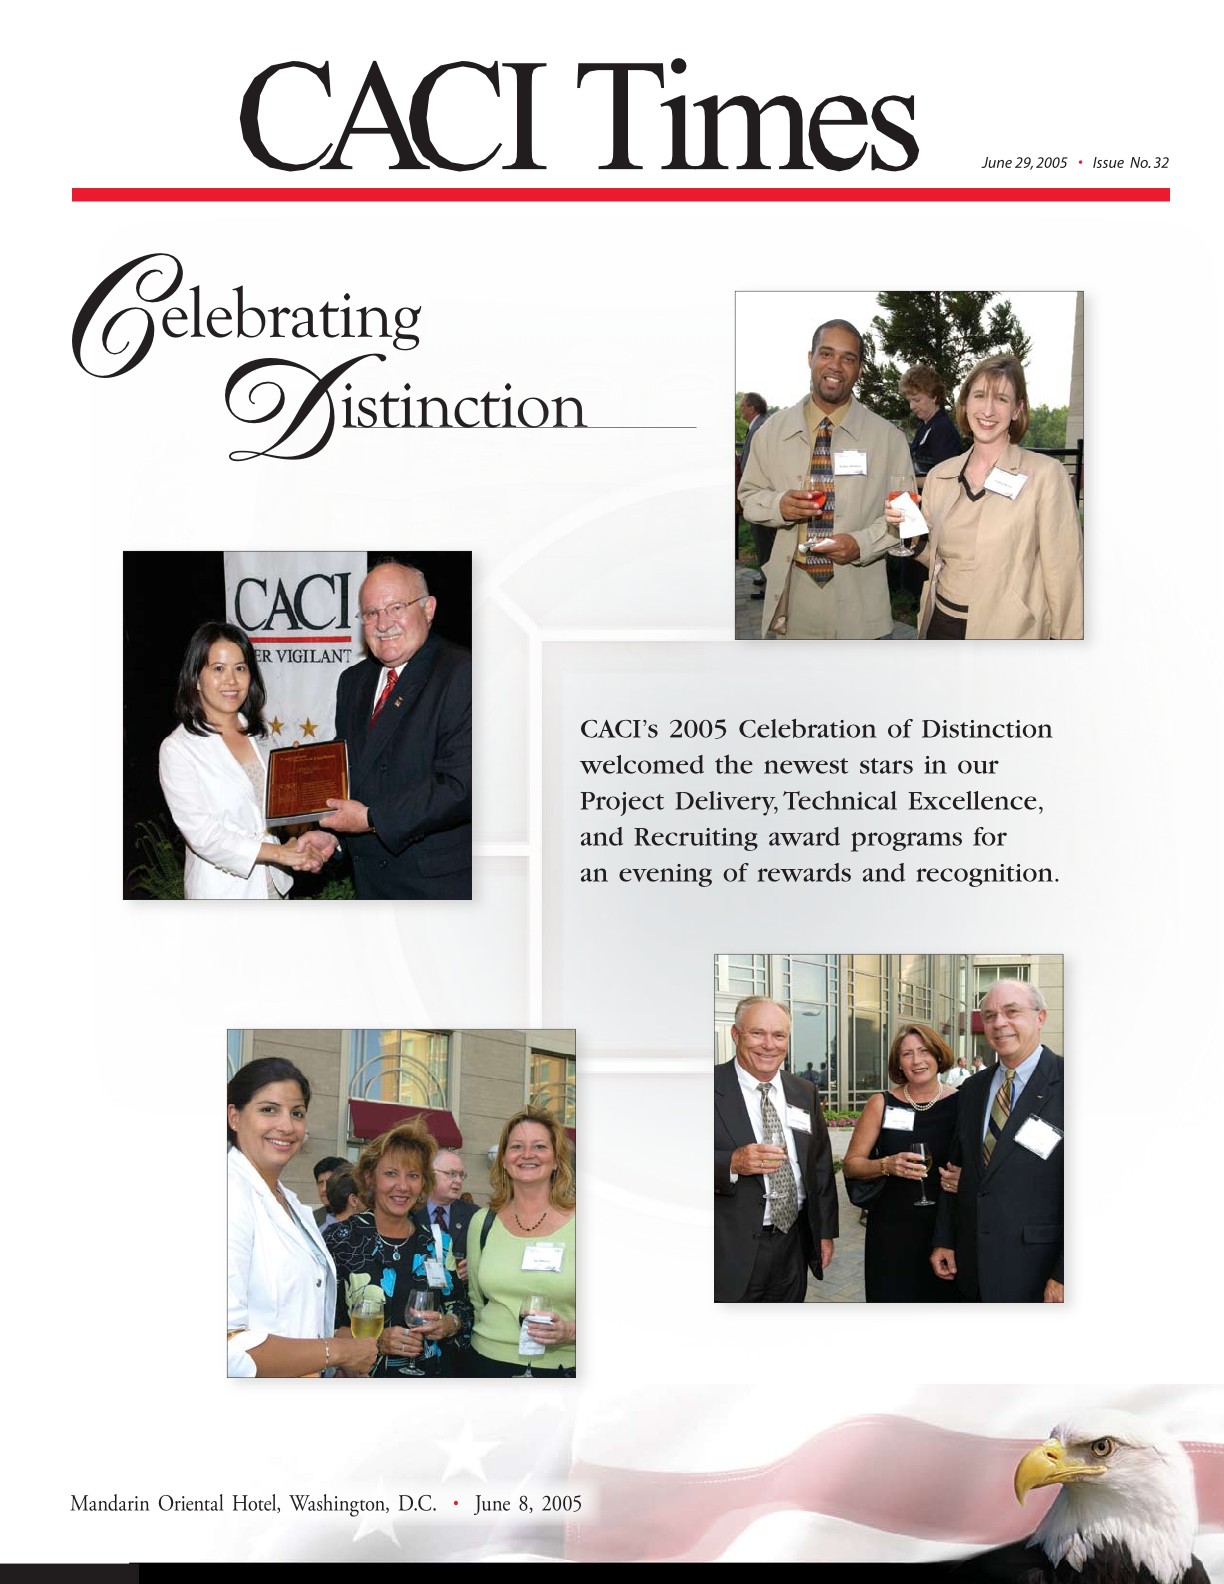 CACI Times
June 29, 2005 • Issue No. 32
Celebrating
Distinction
CACI
ER VIGILANT
CACI's 2005 Celebration of Distinction
welcomed the newest stars in our
Project Delivery, Technical Excellence,
and Recruiting award programs for
an evening of rewards and recognition.
Mandarin Oriental Hotel, Washington, D.C. • June 8, 2005